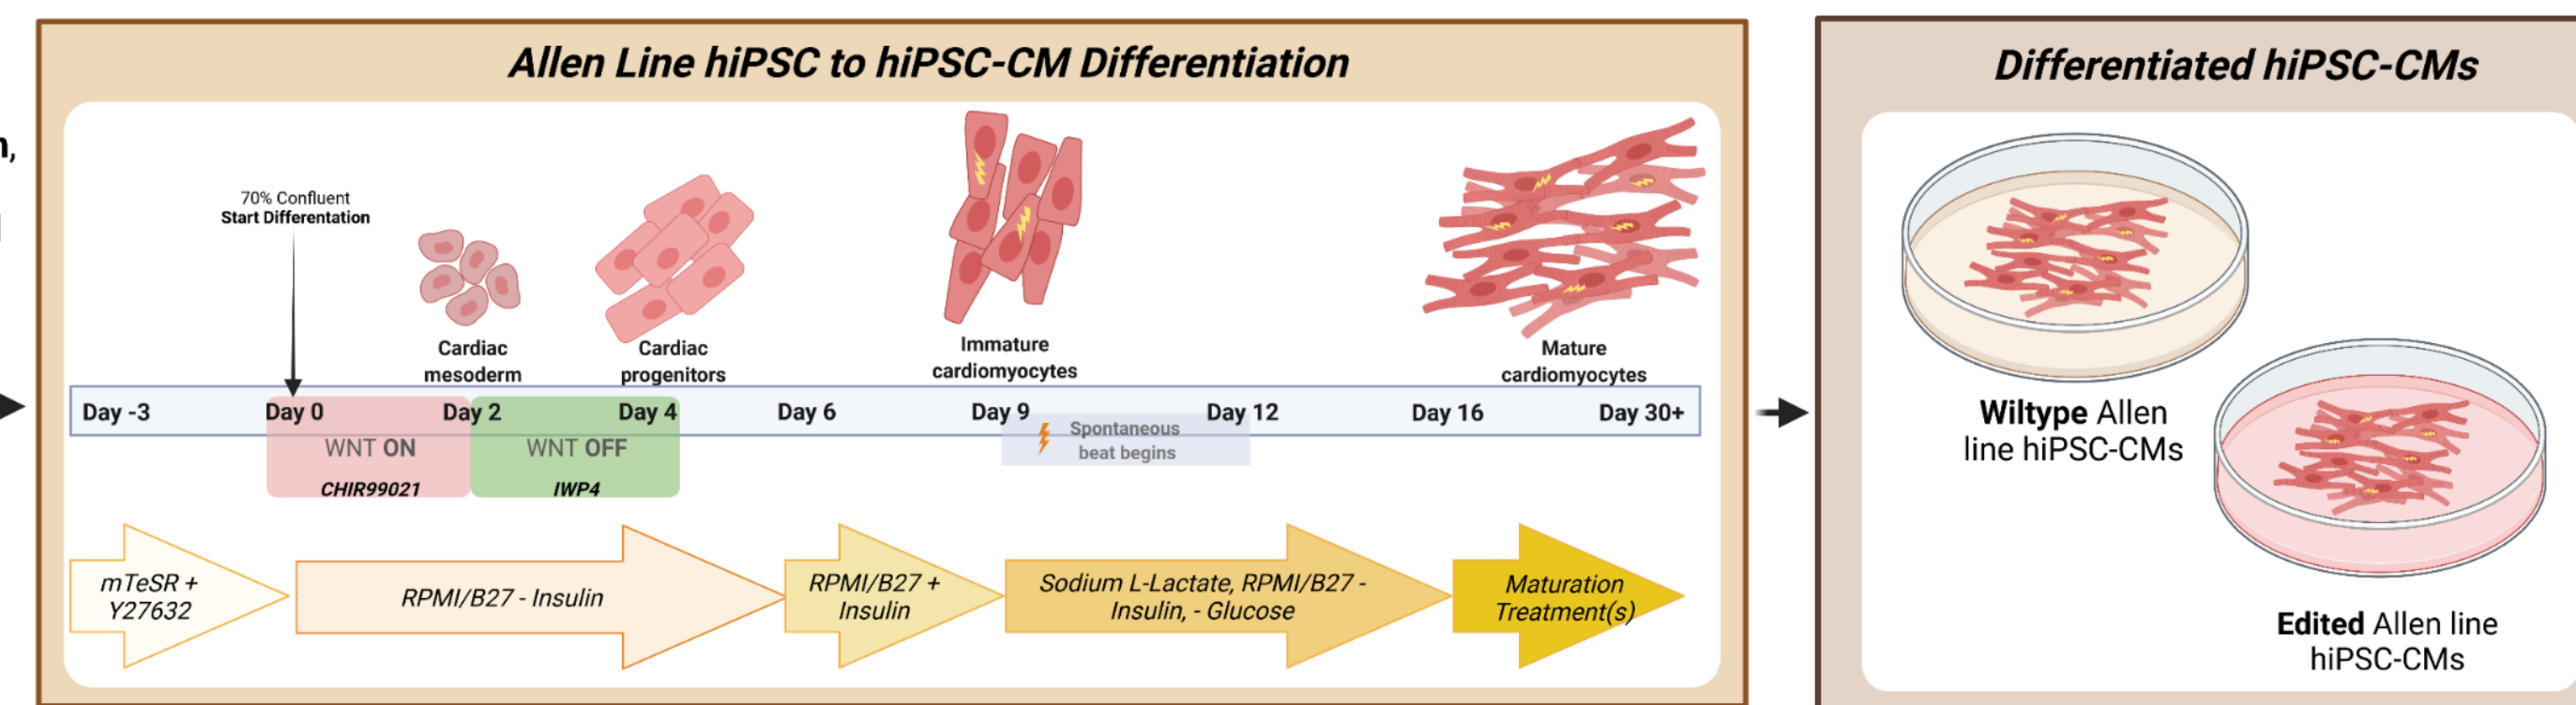 Allen Line hiPSC to hiPSC-CM Differentiation
70% Confluent
Start Differentation
Cardiac
mesoderm
Cardiac
progenitors
Immature
cardiomyocytes
Mature
cardiomyocytes
Day -3
Day 0
Day 2
Day 4
Day 6
Day 9
Day 12
Day 16
Day 30+
WNT ON
CHIR99021
WNT OFF
IWP4
Spontaneous
beat begins
mTeSR +
Y27632
RPMI/B27 - Insulin
RPMI/B27 +
Insulin
Sodium L-Lactate, RPMI/B27 -
Insulin, - Glucose
Maturation
Treatment(s)
Differentiated hiPSC-CMs
Wiltype Allen
line hiPSC-CMs
Edited Allen line
hiPSC-CMs